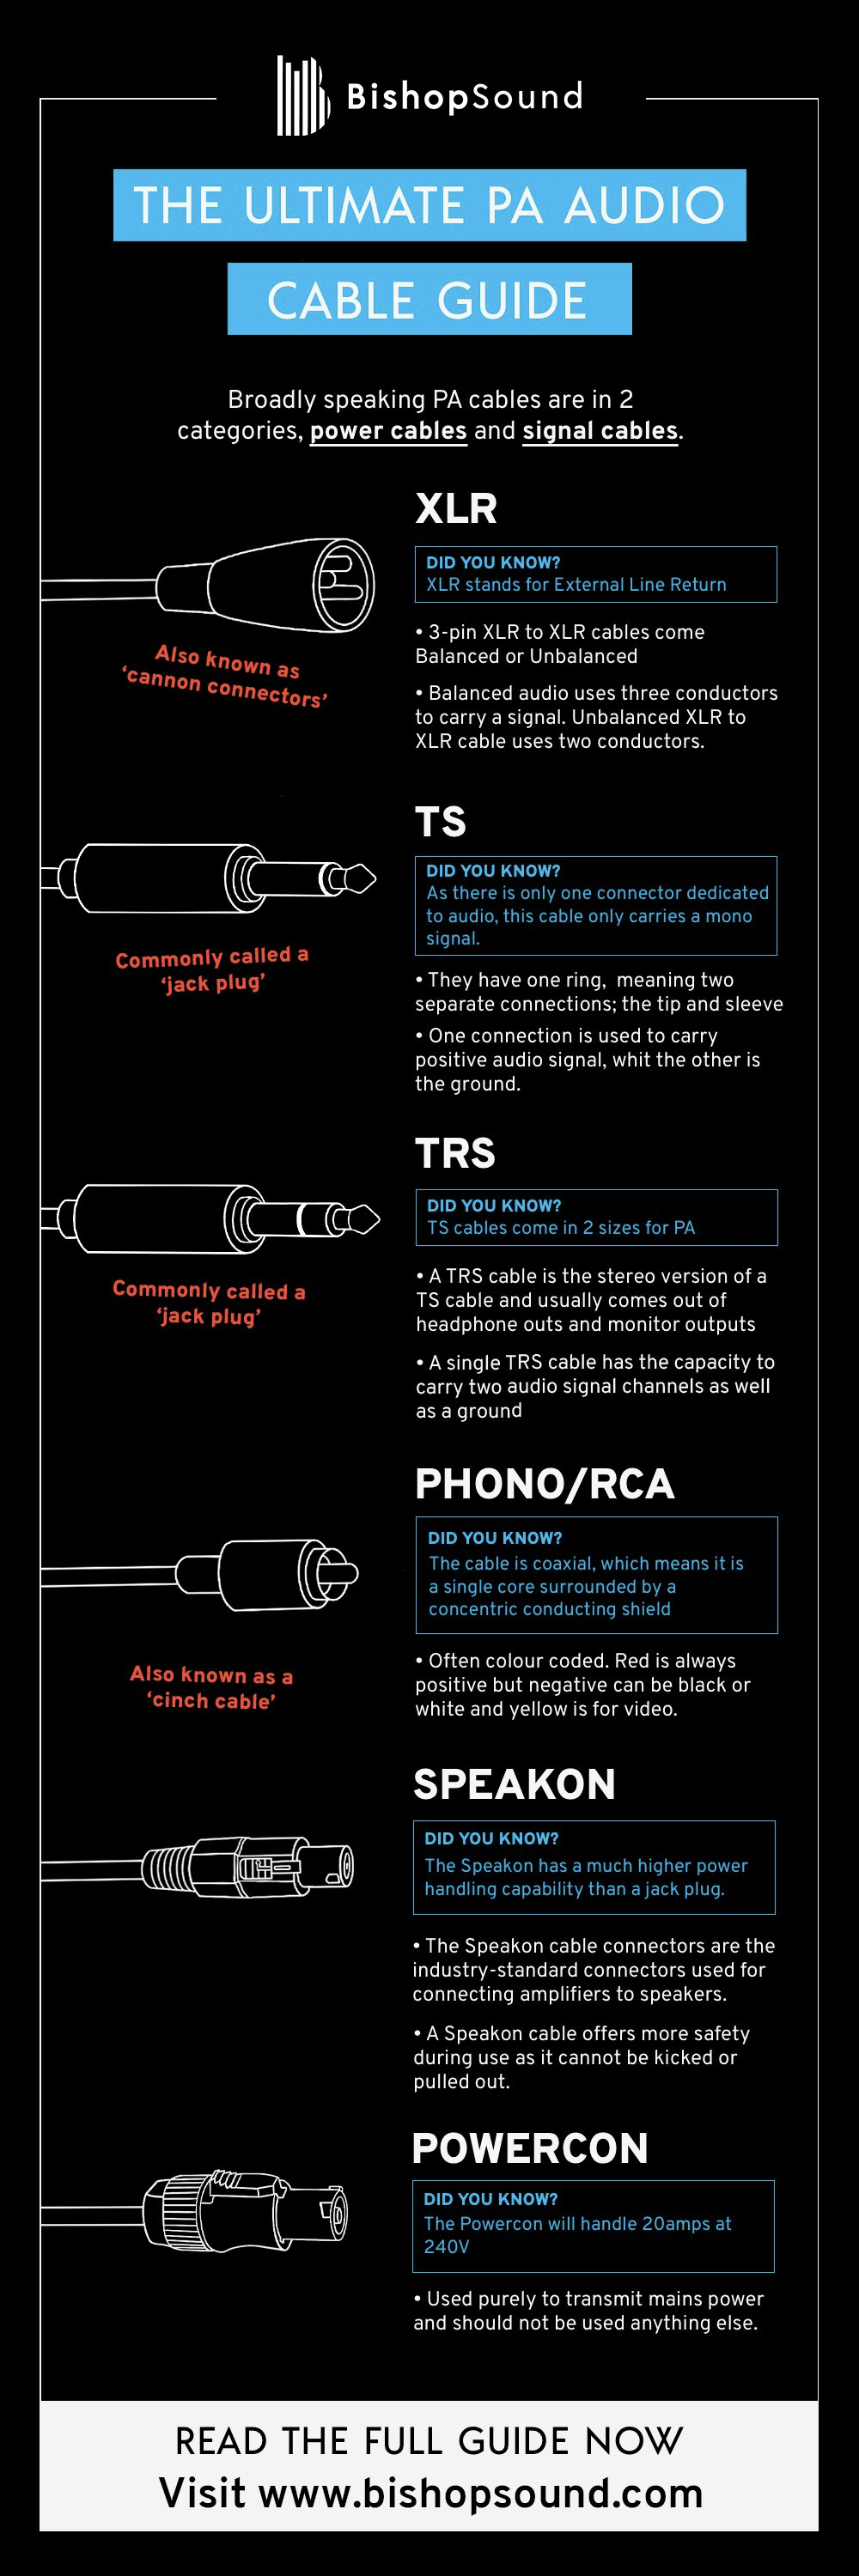 BishopSound
THE ULTIMATE PA AUDIO
CABLE GUIDE
Broadly speaking PA cables are in 2
categories, power cables and signal cables.
XLR
DID YOU KNOW?
XLR stands for External Line Return
• 3-pin XLR to XLR cables come
Balanced or Unbalanced
• Balanced audio uses three conductors
to carry a signal. Unbalanced XLR to
XLR cable uses two conductors.
Also known as
‘cannon connectors’
TS
DID YOU KNOW?
As there is only one connector dedicated
to audio, this cable only carries a mono
signal.
• They have one ring, meaning two
separate connections; the tip and sleeve
• One connection is used to carry
positive audio signal, whit the other is
the ground.
Commonly called a
‘jack plug’
TRS
DID YOU KNOW?
TS cables come in 2 sizes for PA
• A TRS cable is the stereo version of a
TS cable and usually comes out of
headphone outs and monitor outputs
• A single TRS cable has the capacity to
carry two audio signal channels as well
as a ground
Commonly called a
‘jack plug’
PHONO/RCA
DID YOU KNOW?
The cable is coaxial, which means it is
a single core surrounded by a
concentric conducting shield
• Often colour coded. Red is always
positive but negative can be black or
white and yellow is for video.
Also known as a
‘cinch cable’
SPEAKON
DID YOU KNOW?
The Speakon has a much higher power
handling capability than a jack plug.
• The Speakon cable connectors are the
industry-standard connectors used for
connecting amplifiers to speakers.
• A Speakon cable offers more safety
during use as it cannot be kicked or
pulled out.
POWERCON
DID YOU KNOW?
The Powercon will handle 20amps at
240V
• Used purely to transmit mains power
and should not be used anything else.
READ THE FULL GUIDE NOW
Visit www.bishopsound.com